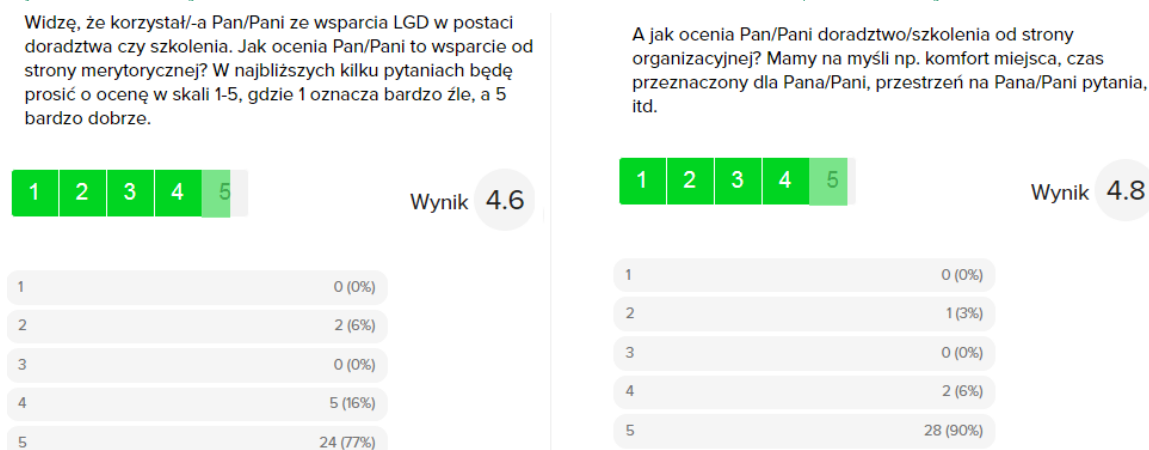 Widzę, że korzystał/-a Pan/Pani ze wsparcia LGD w postaci
doradztwa czy szkolenia. Jak ocenia Pan/Pani to wsparcie od
strony merytorycznej? W najbliższych kilku pytaniach będę
prosić o ocenę w skali 1-5, gdzie 1 oznacza bardzo źle, a 5
bardzo dobrze.
1 2 3 4 5
Wynik 4.6
1 0 (0%)
2 2 (6%)
3 0 (0%)
4 5 (16%)
5 24 (77%)
A jak ocenia Pan/Pani doradztwo/szkolenia od strony
organizacyjnej? Mamy na myśli np. komfort miejsca, czas
przeznaczony dla Pana/Pani, przestrzeń na Pana/Pani pytania,
itd.
1 2 3 4 5
Wynik 4.8
1 0 (0%)
2 1 (3%)
3 0 (0%)
4 2 (6%)
5 28 (90%)